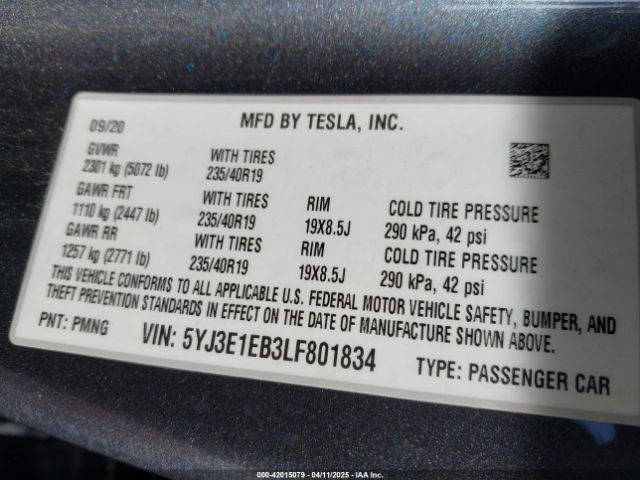 09/20 MFD BY TESLA, INC.
GVWR
2301 kg (5072 lb) WITH TIRES 235/40R19
GAWR FRT
1110 kg (2447 lb) WITH TIRES 235/40R19 RIM 19X8.5J COLD TIRE PRESSURE 290 kPa, 42 psi
GAWR RR
1257 kg (2771 lb) WITH TIRES 235/40R19 RIM 19X8.5J COLD TIRE PRESSURE 290 kPa, 42 psi
THIS VEHICLE CONFORMS TO ALL APPLICABLE U.S. FEDERAL MOTOR VEHICLE SAFETY, BUMPER, AND
THEFT PREVENTION STANDARDS IN EFFECT ON THE DATE OF MANUFACTURE SHOWN ABOVE.
PNT: PMNG VIN: 5YJ3E1EB3LF801834 TYPE: PASSENGER CAR
000-42015079 - 04/11/2025 - IAA Inc.